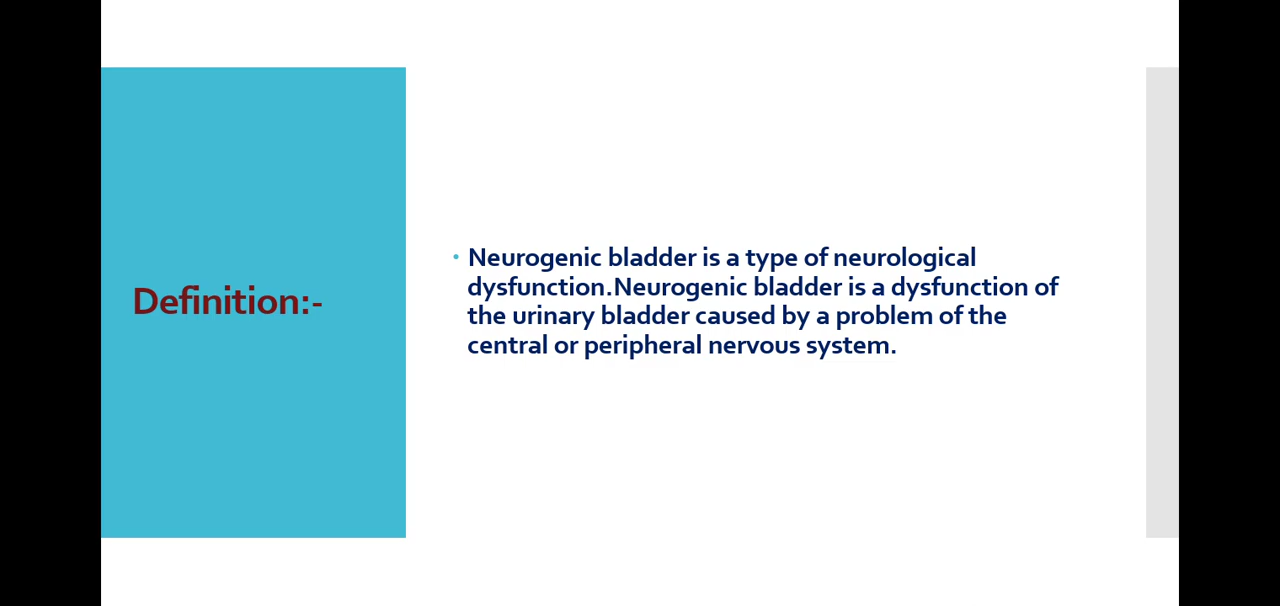 Definition:-
• Neurogenic bladder is a type of neurological
dysfunction.Neurogenic bladder is a dysfunction of
the urinary bladder caused by a problem of the
central or peripheral nervous system.